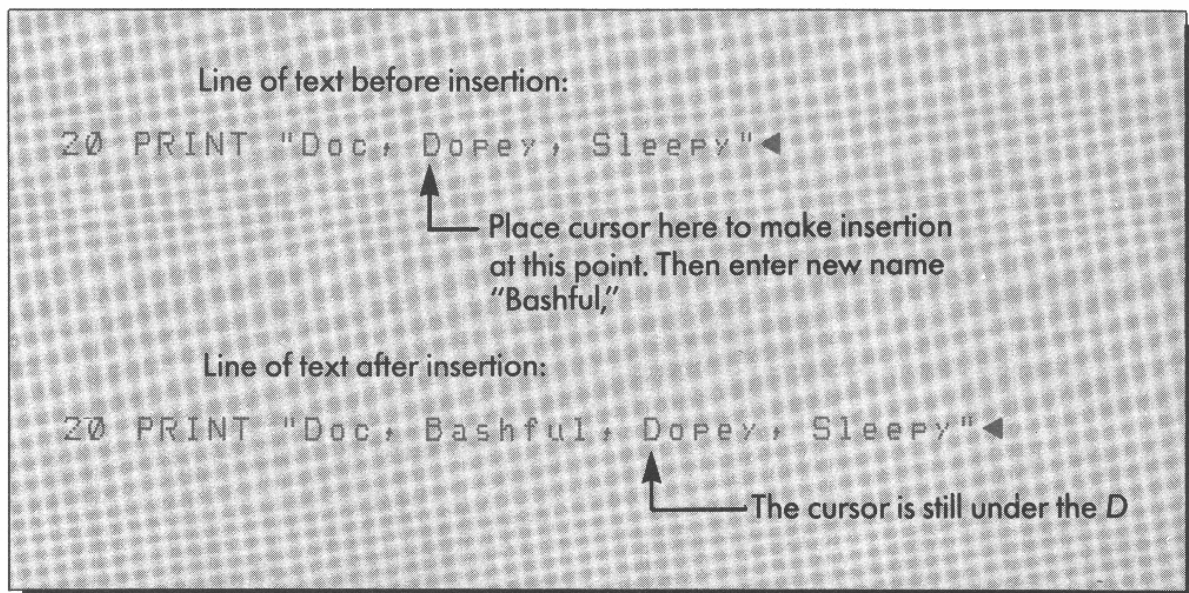 Line of text before insertion:
20 PRINT "Doc, Dopey, Sleepy"◄
Place cursor here to make insertion
at this point. Then enter new name
“Bashful,”
Line of text after insertion:
20 PRINT "Doc, Bashful, Dopey, Sleepy"◄
The cursor is still under the D